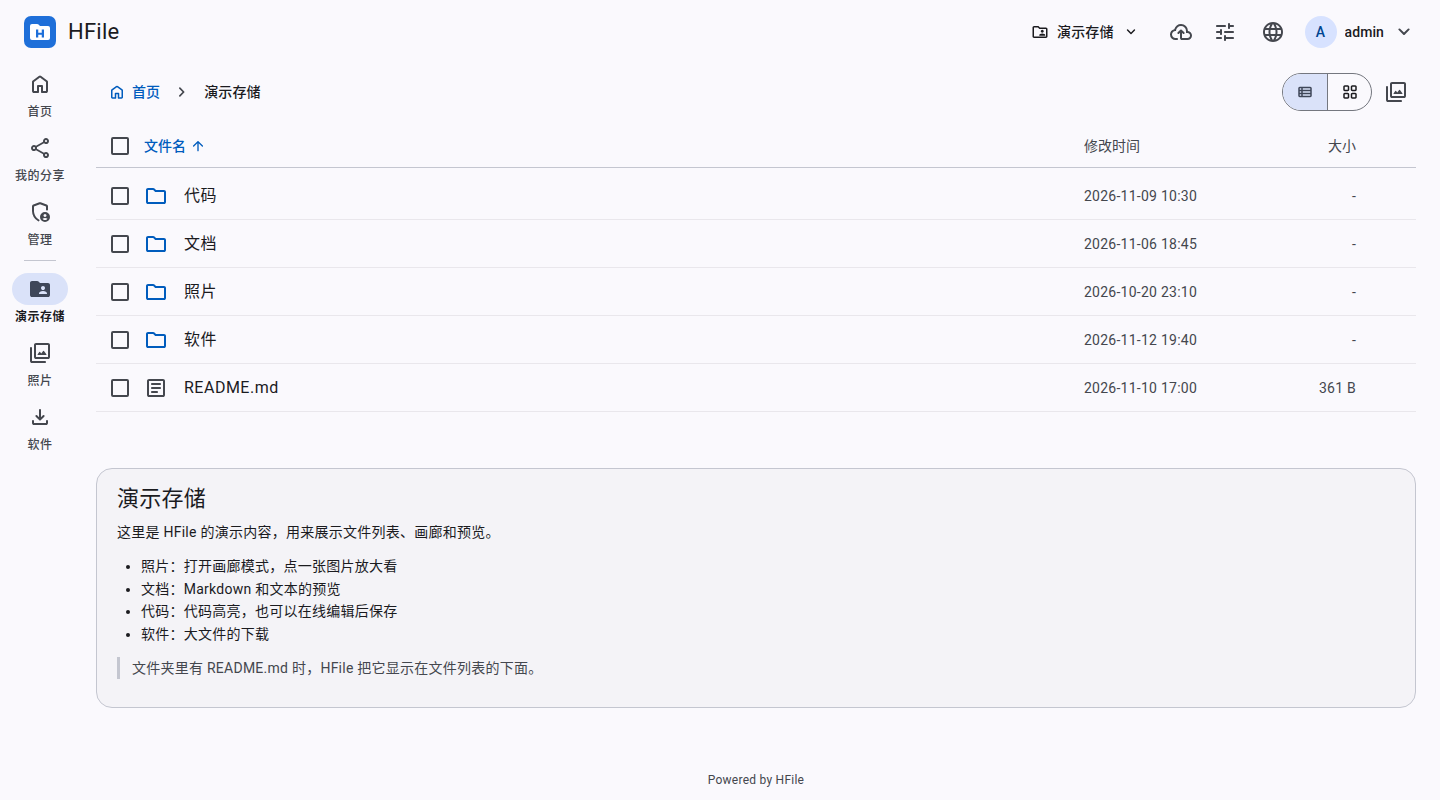 HFile
演示存储
A admin
首页
我的分享
管理
演示存储
照片
软件
首页 演示存储
文件名 修改时间 大小
代码 2026-11-09 10:30 -
文档 2026-11-06 18:45 -
照片 2026-10-20 23:10 -
软件 2026-11-12 19:40 -
README.md 2026-11-10 17:00 361 B
演示存储
这里是 HFile 的演示内容，用来展示文件列表、画廊和预览。
• 照片：打开画廊模式，点一张图片放大看
• 文档：Markdown 和文本的预览
• 代码：代码高亮，也可以在线编辑后保存
• 软件：大文件的下载
文件夹里有 README.md 时，HFile 把它显示在文件列表的下面。
Powered by HFile